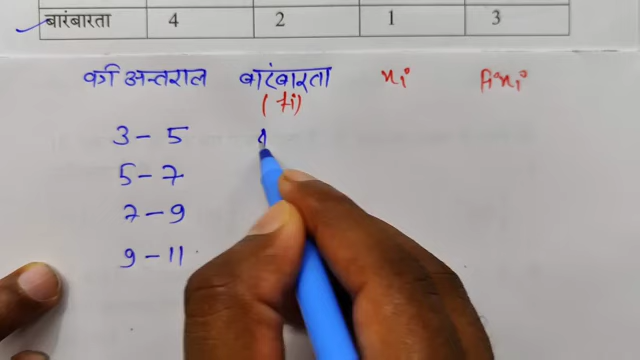 बारंबारता 4 2 1 3
वर्ग अन्तराल बारंबारता xi fixi
(fi)
3 – 5
5 – 7
7 – 9
9 – 11